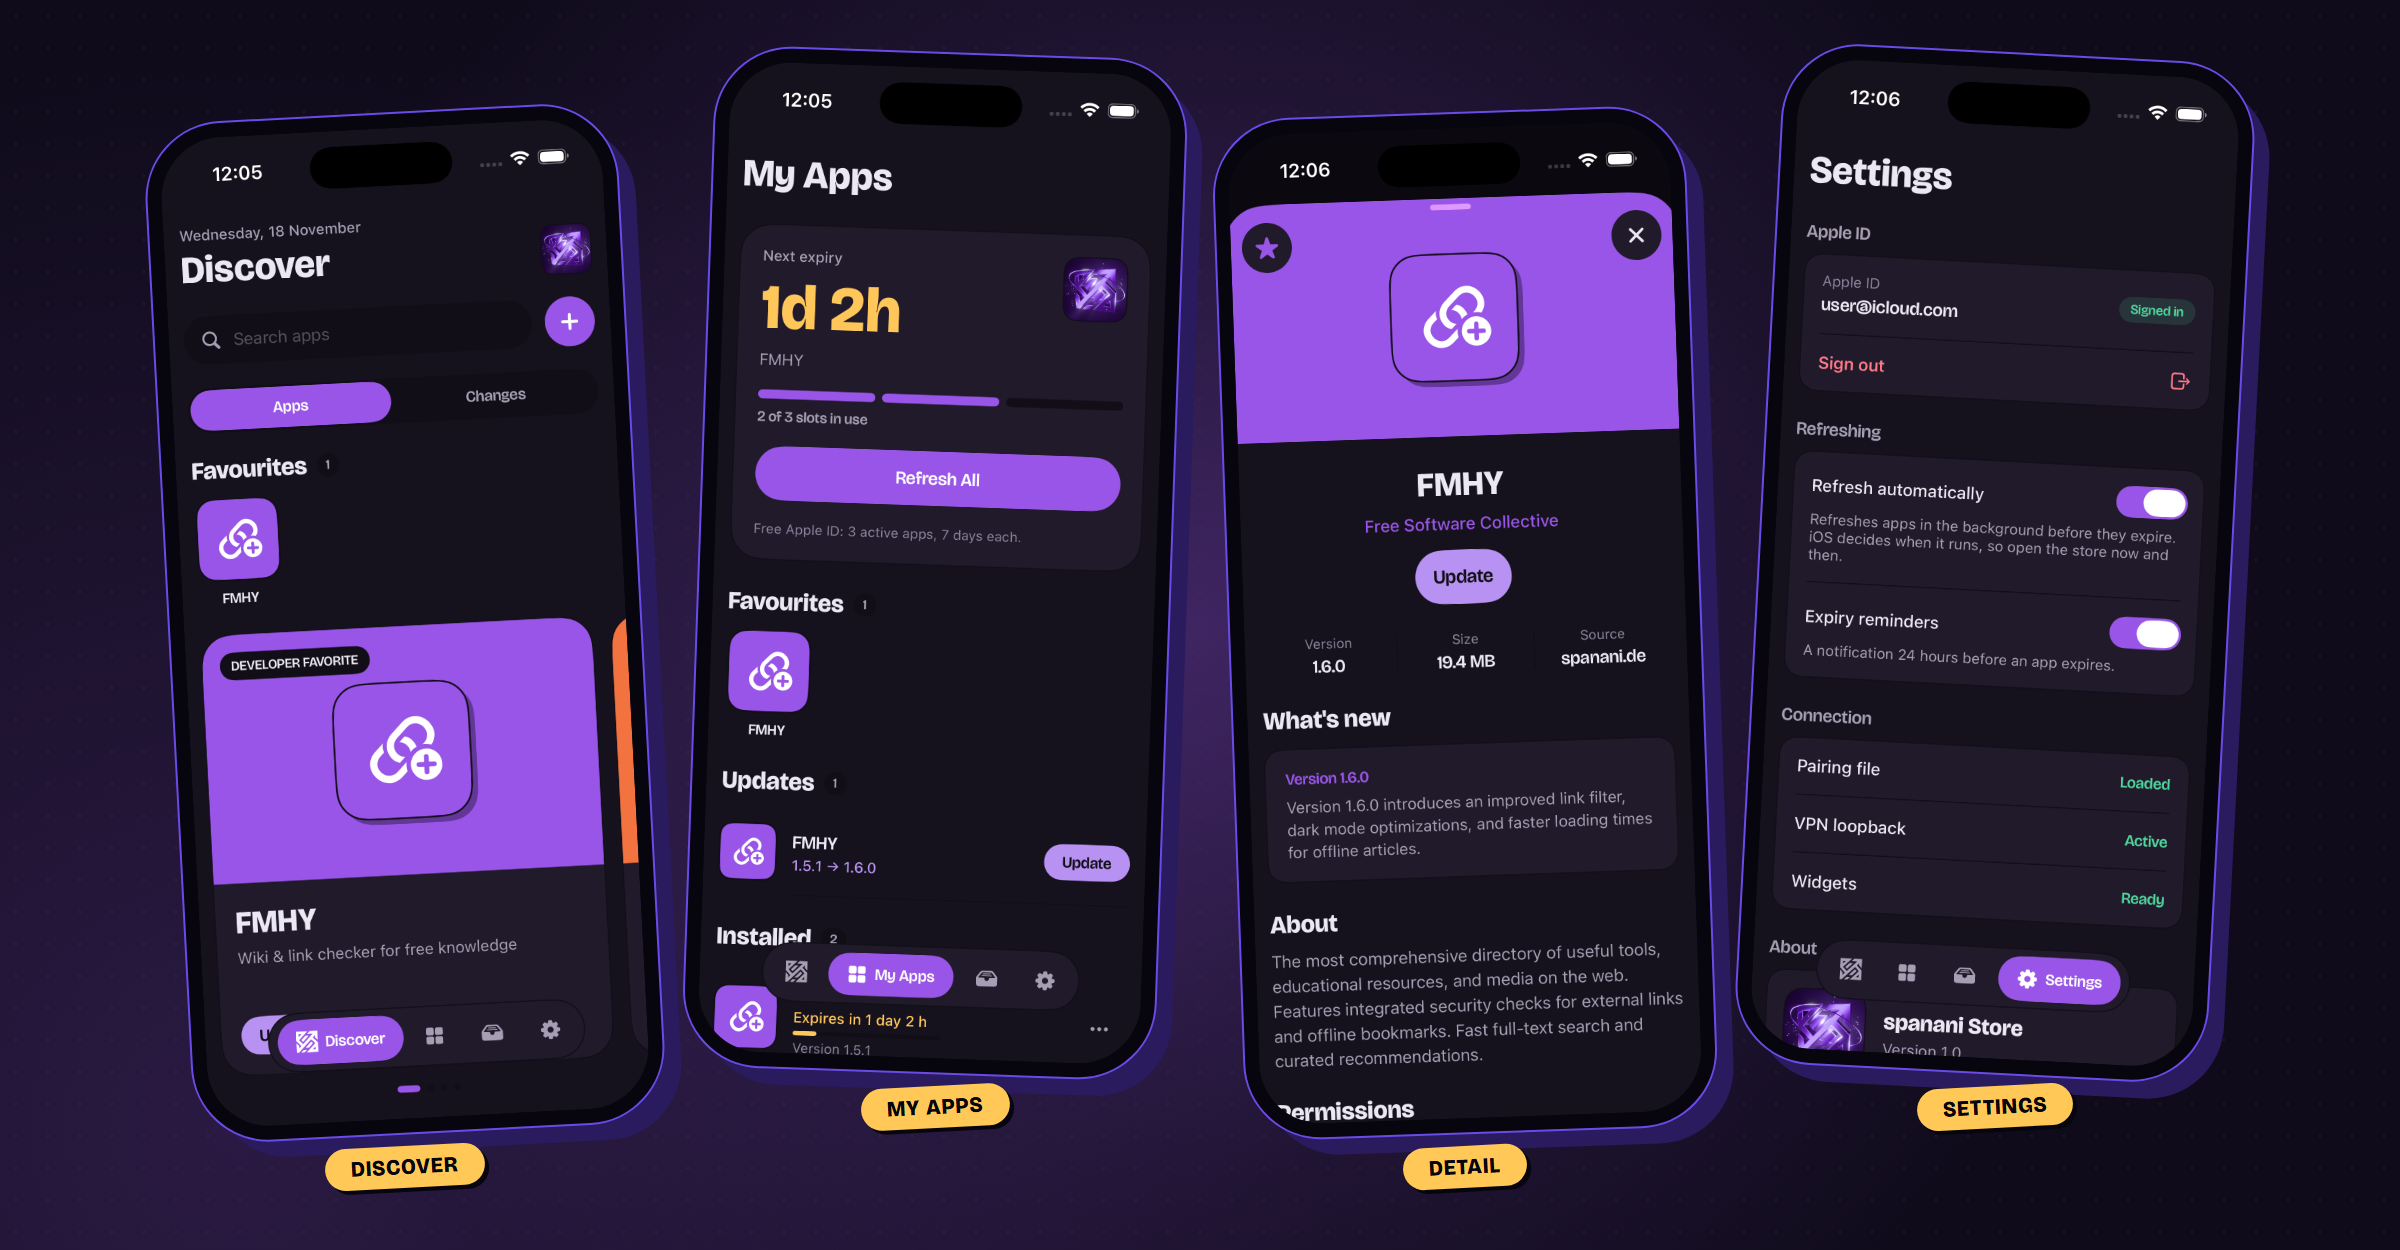 12:05
Wednesday, 18 November
Discover
Search apps
Apps
Changes
Favourites 1
FMHY
DEVELOPER FAVORITE
FMHY
Wiki & link checker for free knowledge
U
Discover
DISCOVER
12:05
My Apps
Next expiry
1d 2h
FMHY
2 of 3 slots in use
Refresh All
Free Apple ID: 3 active apps, 7 days each.
Favourites 1
FMHY
Updates 1
FMHY
1.5.1 → 1.6.0
Update
Installed 2
My Apps
Expires in 1 day 2 h
Version 1.5.1
MY APPS
12:06
FMHY
Free Software Collective
Update
Version
1.6.0
Size
19.4 MB
Source
spanani.de
What's new
Version 1.6.0
Version 1.6.0 introduces an improved link filter,
dark mode optimizations, and faster loading times
for offline articles.
About
The most comprehensive directory of useful tools,
educational resources, and media on the web.
Features integrated security checks for external links
and offline bookmarks. Fast full-text search and
curated recommendations.
Permissions
DETAIL
12:06
Settings
Apple ID
Apple ID
user@icloud.com
Signed in
Sign out
Refreshing
Refresh automatically
Refreshes apps in the background before they expire.
iOS decides when it runs, so open the store now and
then.
Expiry reminders
A notification 24 hours before an app expires.
Connection
Pairing file
Loaded
VPN loopback
Active
Widgets
Ready
About
Settings
spanani Store
Version 1.0
SETTINGS